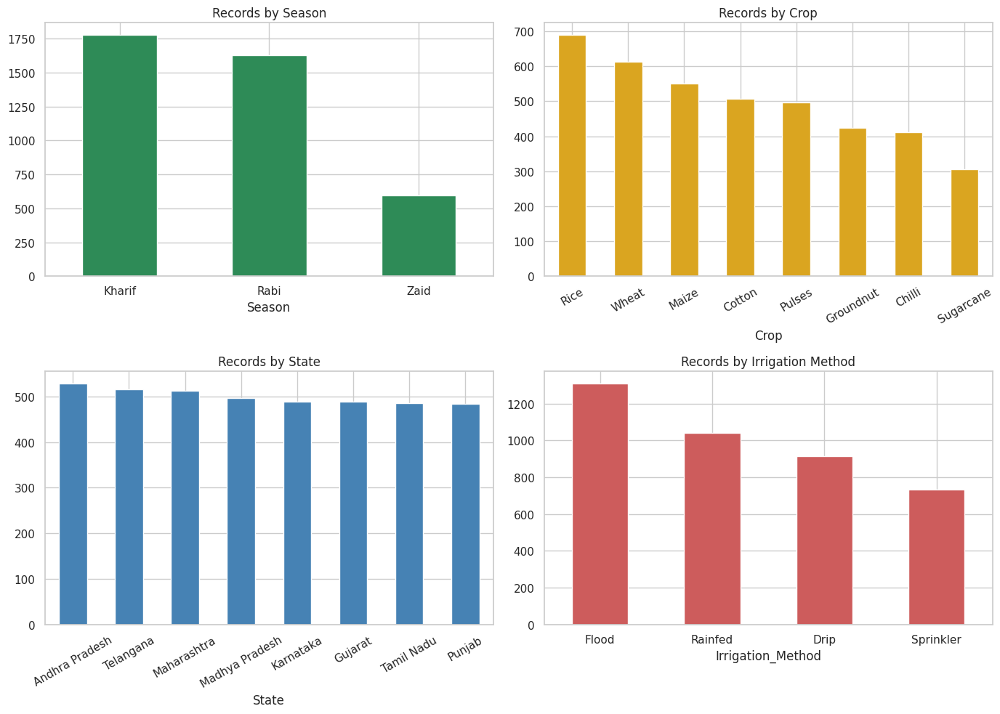 Records by Season
1750
1500
1250
1000
750
500
250
0
Kharif Rabi Zaid
Season
Records by Crop
700
600
500
400
300
200
100
0
Rice Wheat Maize Cotton Pulses Groundnut Chilli Sugarcane
Crop
Records by State
500
400
300
200
100
0
Andhra Pradesh Telangana Maharashtra Madhya Pradesh Karnataka Gujarat Tamil Nadu Punjab
State
Records by Irrigation Method
1200
1000
800
600
400
200
0
Flood Rainfed Drip Sprinkler
Irrigation_Method